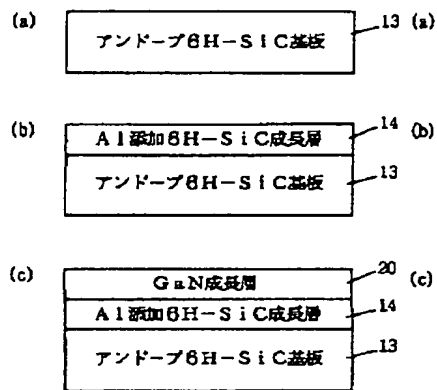 (a) アンドープ6H-SiC基板 13 (a)
(b) Al添加6H-SiC成長層 14 (b)
アンドープ6H-SiC基板 13
(c) GaN成長層 20 (c)
Al添加6H-SiC成長層 14
アンドープ6H-SiC基板 13